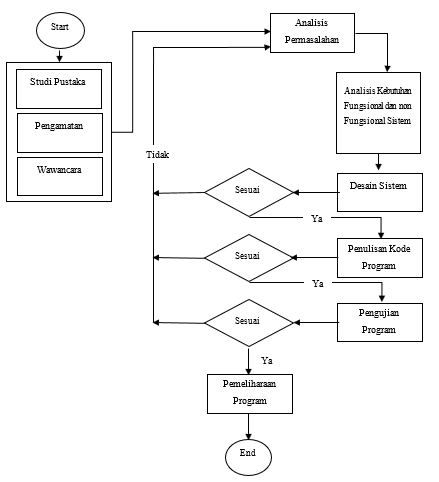 Start
Studi Pustaka
Pengamatan
Wawancara
Analisis
Permasalahan
Analisis Kebutuhan
Fungsional dan non
Fungsional Sistem
Tidak
Sesuai
Desain Sistem
Ya
Sesuai
Penulisan Kode
Program
Ya
Sesuai
Pengujian
Program
Ya
Pemeliharaan
Program
End